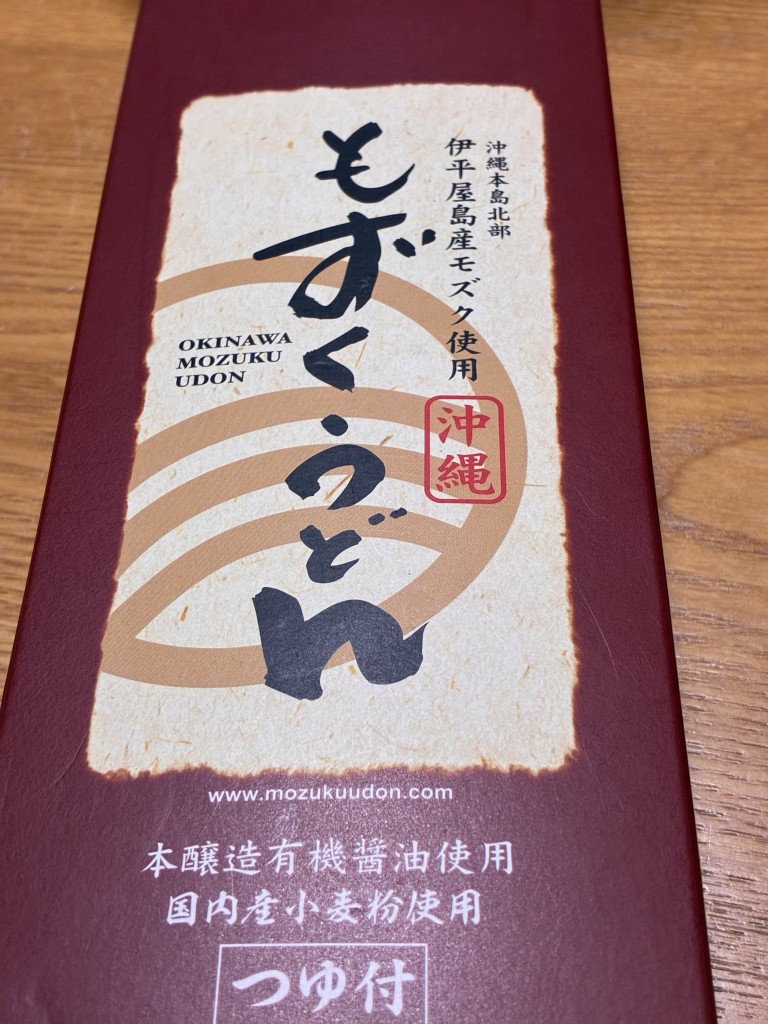 沖縄本島北部
伊平屋島産モズク使用
沖縄
もずくうどん
OKINAWA
MOZUKU
UDON
www.mozukuudon.com
本醸造有機醤油使用
国内産小麦粉使用
つゆ付